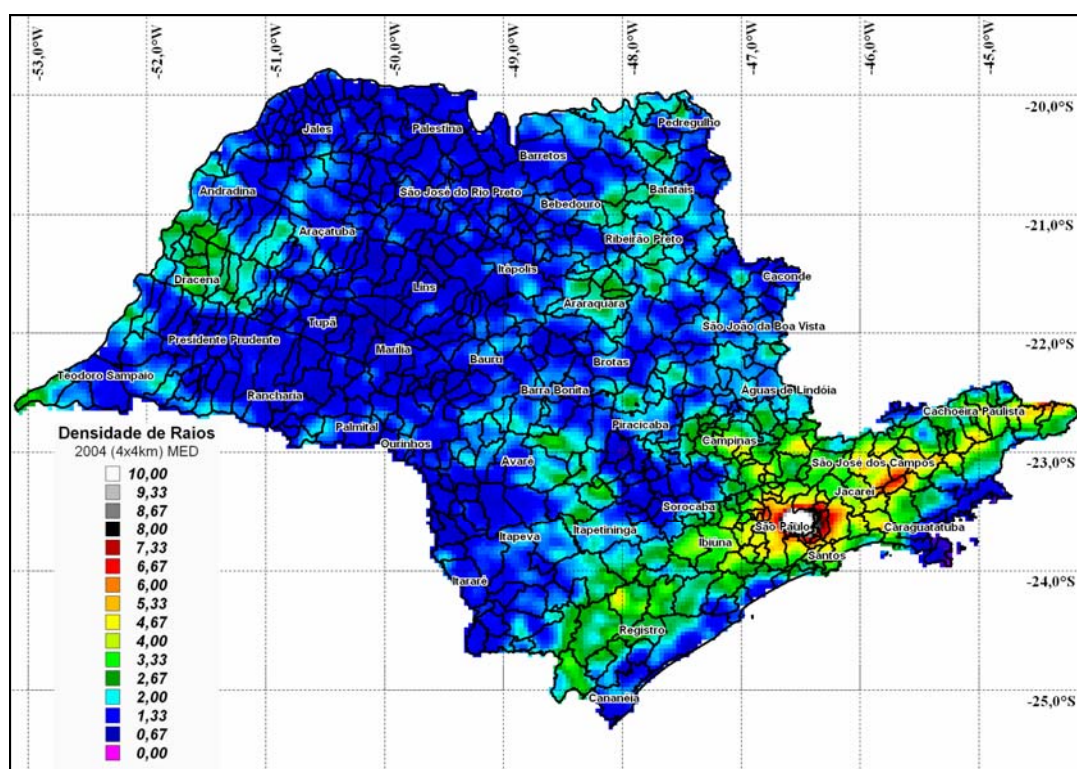 -53,0°W
-52,0°W
-51,0°W
-50,0°W
-49,0°W
-48,0°W
-47,0°W
-46,0°W
-45,0°W
-20,0°S
Pedregulho
Jales
Palestina
Barretos
Andradina
São José do Rio Preto
Batatais
Bebedouro
-21,0°S
Araçatuba
Ribeirão Preto
Itápolis
Dracena
Caconde
Lins
Araraquara
Tupã
São João da Boa Vista
-22,0°S
Presidente Prudente
Marília
Bauru
Brotas
Teodoro Sampaio
Barra Bonita
Águas de Lindóia
Rancharia
Cachoeira Paulista
Palmital
Piracicaba
Ourinhos
Campinas
Avaré
São José dos Campos
-23,0°S
Jacareí
Sorocaba
São Paulo
Caraguatatuba
Itapetininga
Itapeva
Ibiuna
Santos
-24,0°S
Itararé
Registro
Cananéia
-25,0°S
Densidade de Raios
2004 (4x4km) MED
10,00
9,33
8,67
8,00
7,33
6,67
6,00
5,33
4,67
4,00
3,33
2,67
2,00
1,33
0,67
0,00